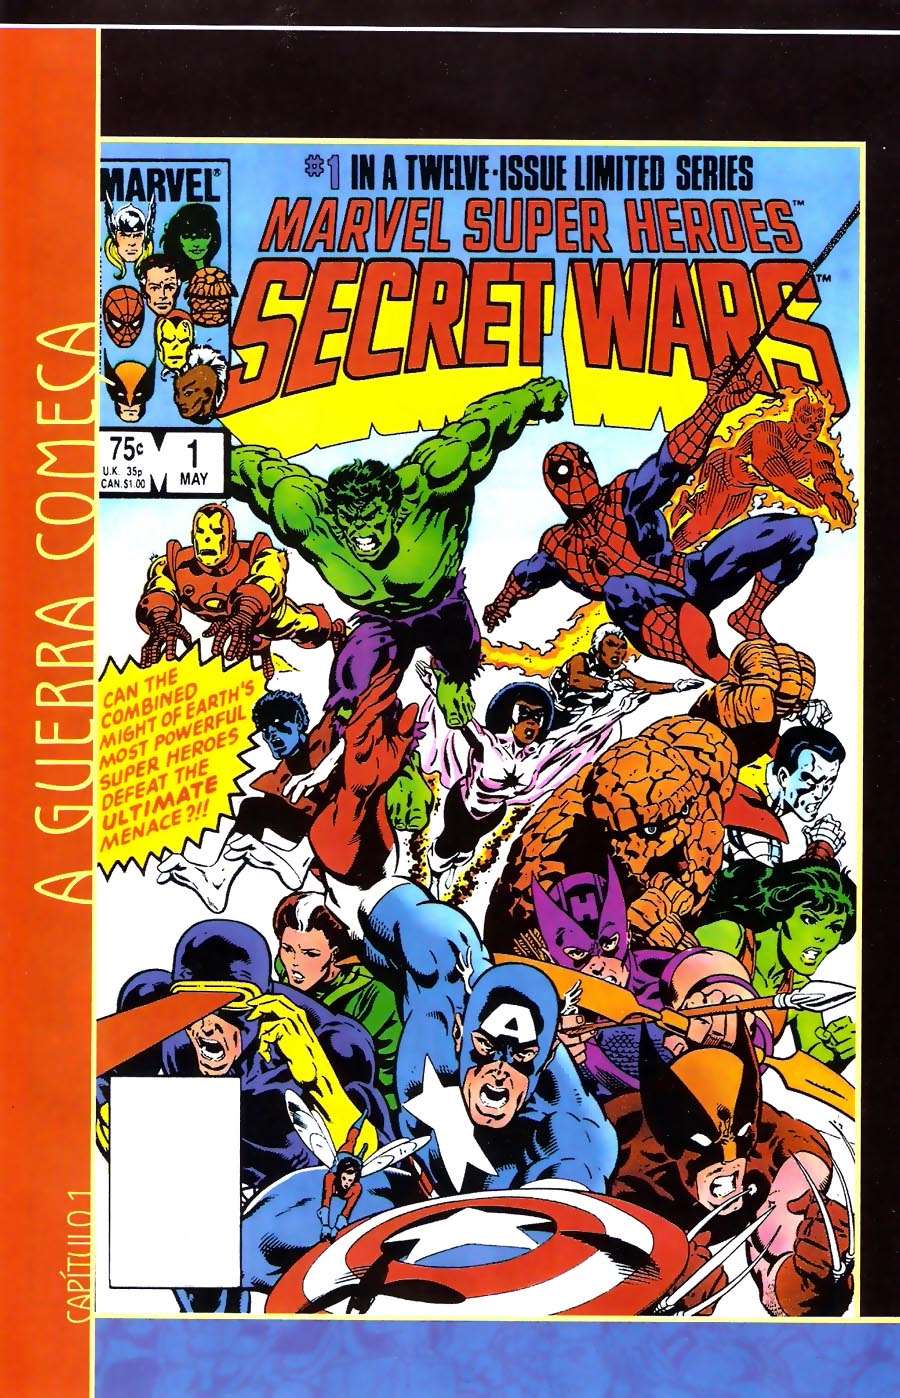 #1 IN A TWELVE-ISSUE LIMITED SERIES
MARVEL®
MARVEL SUPER HEROES™
SECRET WARS™
75¢
U.K. 35p
CAN. $1.00
1
MAY
CAN THE
COMBINED
MIGHT OF EARTH'S
MOST POWERFUL
SUPER HEROES
DEFEAT THE
ULTIMATE
MENACE?!!
A GUERRA COMEÇA
CAPÍTULO 1
A
H